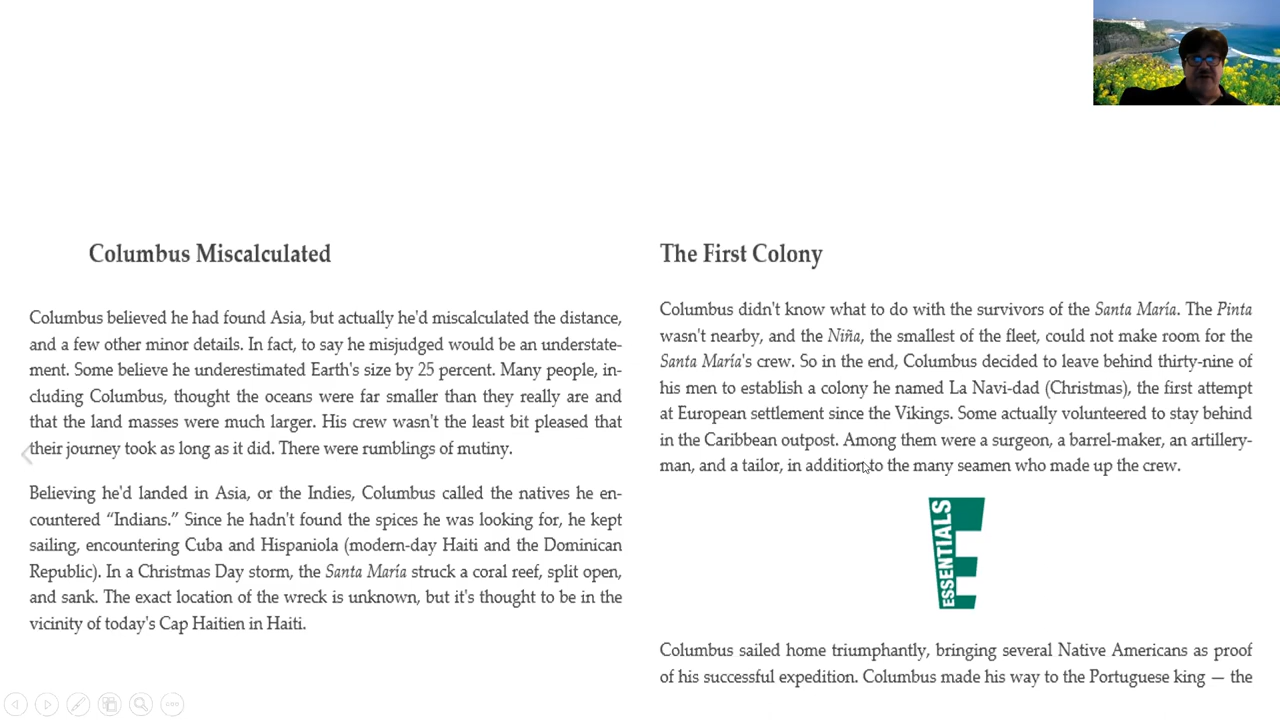 Columbus Miscalculated
Columbus believed he had found Asia, but actually he'd miscalculated the distance,
and a few other minor details. In fact, to say he misjudged would be an understate-
ment. Some believe he underestimated Earth's size by 25 percent. Many people, in-
cluding Columbus, thought the oceans were far smaller than they really are and
that the land masses were much larger. His crew wasn't the least bit pleased that
their journey took as long as it did. There were rumblings of mutiny.
Believing he'd landed in Asia, or the Indies, Columbus called the natives he en-
countered “Indians.” Since he hadn't found the spices he was looking for, he kept
sailing, encountering Cuba and Hispaniola (modern-day Haiti and the Dominican
Republic). In a Christmas Day storm, the Santa María struck a coral reef, split open,
and sank. The exact location of the wreck is unknown, but it's thought to be in the
vicinity of today's Cap Haitien in Haiti.
The First Colony
Columbus didn't know what to do with the survivors of the Santa María. The Pinta
wasn't nearby, and the Niña, the smallest of the fleet, could not make room for the
Santa María's crew. So in the end, Columbus decided to leave behind thirty-nine of
his men to establish a colony he named La Navi-dad (Christmas), the first attempt
at European settlement since the Vikings. Some actually volunteered to stay behind
in the Caribbean outpost. Among them were a surgeon, a barrel-maker, an artillery-
man, and a tailor, in addition to the many seamen who made up the crew.
ESSENTIALS
Columbus sailed home triumphantly, bringing several Native Americans as proof
of his successful expedition. Columbus made his way to the Portuguese king — the